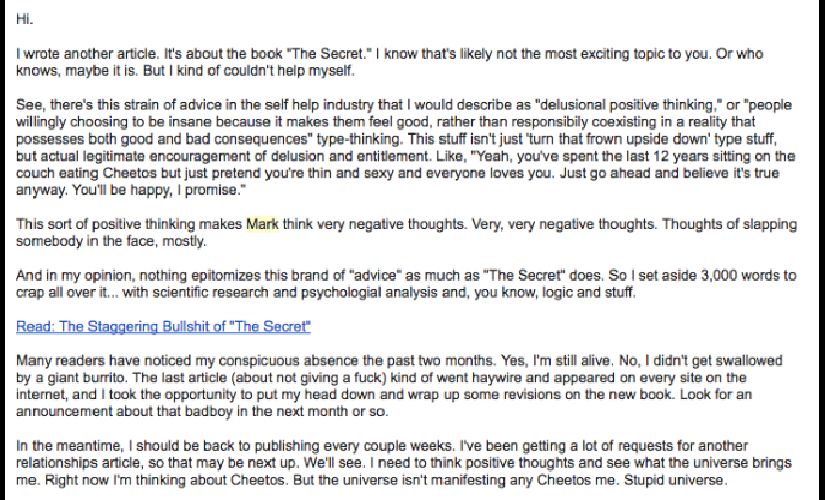 Hi.
I wrote another article. It's about the book "The Secret." I know that's likely not the most exciting topic to you. Or who
knows, maybe it is. But I kind of couldn't help myself.
See, there's this strain of advice in the self help industry that I would describe as "delusional positive thinking," or "people
willingly choosing to be insane because it makes them feel good, rather than responsibily coexisting in a reality that
possesses both good and bad consequences" type-thinking. This stuff isn't just 'turn that frown upside down' type stuff,
but actual legitimate encouragement of delusion and entitlement. Like, "Yeah, you've spent the last 12 years sitting on the
couch eating Cheetos but just pretend you're thin and sexy and everyone loves you. Just go ahead and believe it's true
anyway. You'll be happy, I promise."
This sort of positive thinking makes Mark think very negative thoughts. Very, very negative thoughts. Thoughts of slapping
somebody in the face, mostly.
And in my opinion, nothing epitomizes this brand of "advice" as much as "The Secret" does. So I set aside 3,000 words to
crap all over it... with scientific research and psychologial analysis and, you know, logic and stuff.
Read: The Staggering Bullshit of "The Secret"
Many readers have noticed my conspicuous absence the past two months. Yes, I'm still alive. No, I didn't get swallowed
by a giant burrito. The last article (about not giving a fuck) kind of went haywire and appeared on every site on the
internet, and I took the opportunity to put my head down and wrap up some revisions on the new book. Look for an
announcement about that badboy in the next month or so.
In the meantime, I should be back to publishing every couple weeks. I've been getting a lot of requests for another
relationships article, so that may be next up. We'll see. I need to think positive thoughts and see what the universe brings
me. Right now I'm thinking about Cheetos. But the universe isn't manifesting any Cheetos me. Stupid universe.